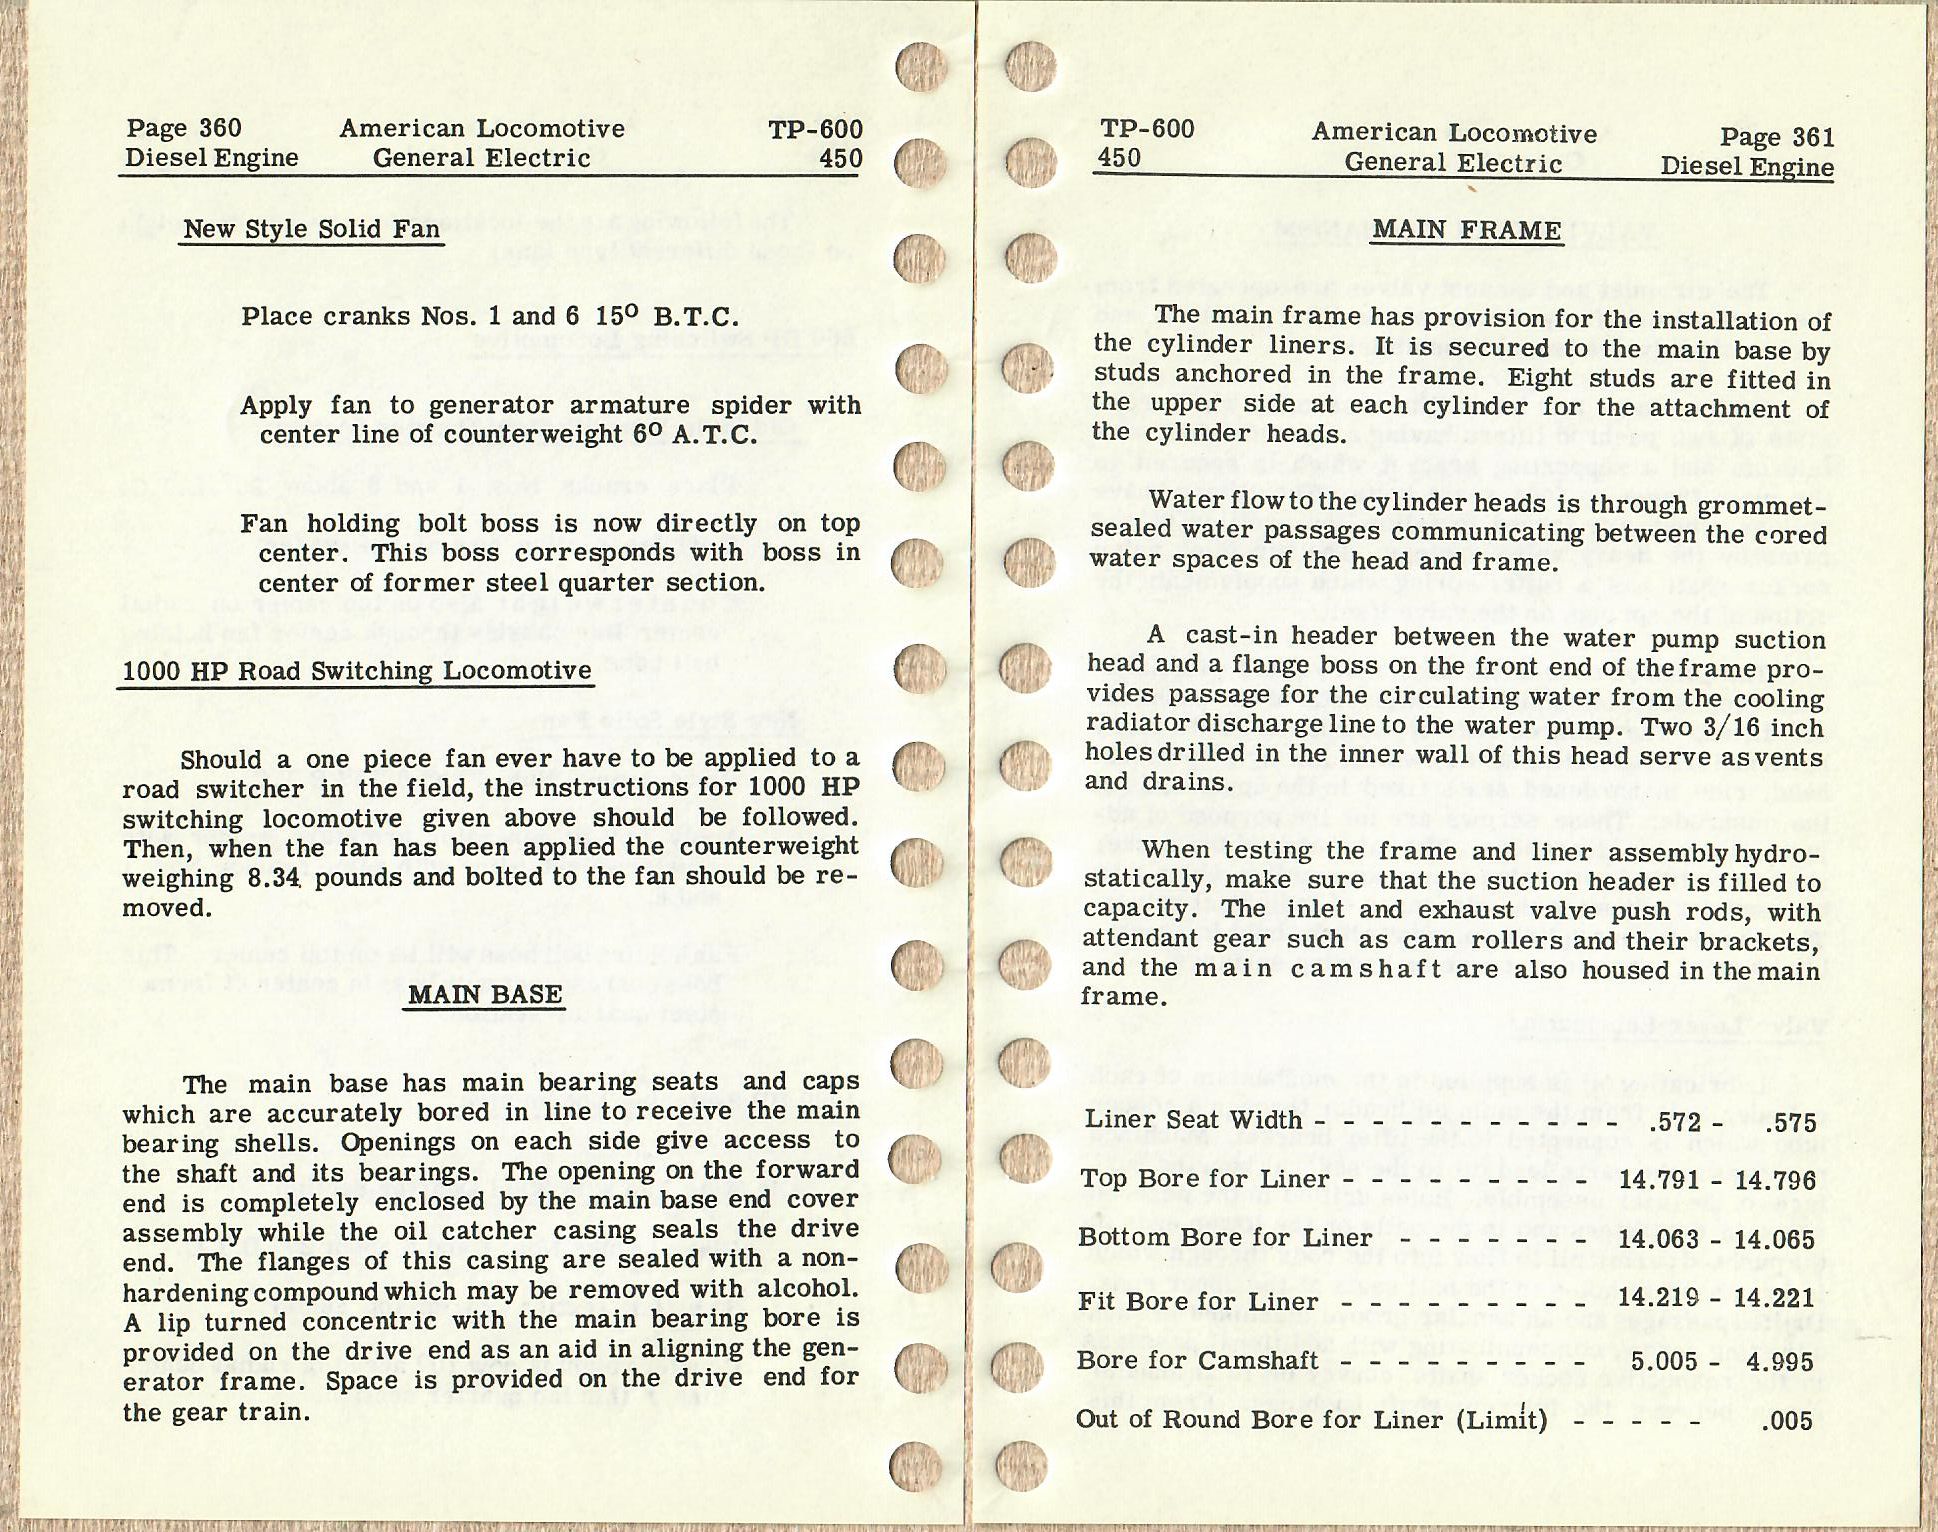 Page 360 American Locomotive TP-600
Diesel Engine General Electric 450
New Style Solid Fan
Place cranks Nos. 1 and 6 15º B.T.C.
Apply fan to generator armature spider with
center line of counterweight 6º A.T.C.
Fan holding bolt boss is now directly on top
center. This boss corresponds with boss in
center of former steel quarter section.
1000 HP Road Switching Locomotive
Should a one piece fan ever have to be applied to a
road switcher in the field, the instructions for 1000 HP
switching locomotive given above should be followed.
Then, when the fan has been applied the counterweight
weighing 8.34 pounds and bolted to the fan should be re-
moved.
MAIN BASE
The main base has main bearing seats and caps
which are accurately bored in line to receive the main
bearing shells. Openings on each side give access to
the shaft and its bearings. The opening on the forward
end is completely enclosed by the main base end cover
assembly while the oil catcher casing seals the drive
end. The flanges of this casing are sealed with a non-
hardening compound which may be removed with alcohol.
A lip turned concentric with the main bearing bore is
provided on the drive end as an aid in aligning the gen-
erator frame. Space is provided on the drive end for
the gear train.
TP-600 American Locomotive Page 361
450 General Electric Diesel Engine
MAIN FRAME
The main frame has provision for the installation of
the cylinder liners. It is secured to the main base by
studs anchored in the frame. Eight studs are fitted in
the upper side at each cylinder for the attachment of
the cylinder heads.
Water flow to the cylinder heads is through grommet-
sealed water passages communicating between the cored
water spaces of the head and frame.
A cast-in header between the water pump suction
head and a flange boss on the front end of the frame pro-
vides passage for the circulating water from the cooling
radiator discharge line to the water pump. Two 3/16 inch
holes drilled in the inner wall of this head serve as vents
and drains.
When testing the frame and liner assembly hydro-
statically, make sure that the suction header is filled to
capacity. The inlet and exhaust valve push rods, with
attendant gear such as cam rollers and their brackets,
and the main camshaft are also housed in the main
frame.
Liner Seat Width - - - - - - - - - - - .572 - .575
Top Bore for Liner - - - - - - - - - 14.791 - 14.796
Bottom Bore for Liner - - - - - - - 14.063 - 14.065
Fit Bore for Liner - - - - - - - - - 14.219 - 14.221
Bore for Camshaft - - - - - - - - - 5.005 - 4.995
Out of Round Bore for Liner (Limit) - - - - - .005